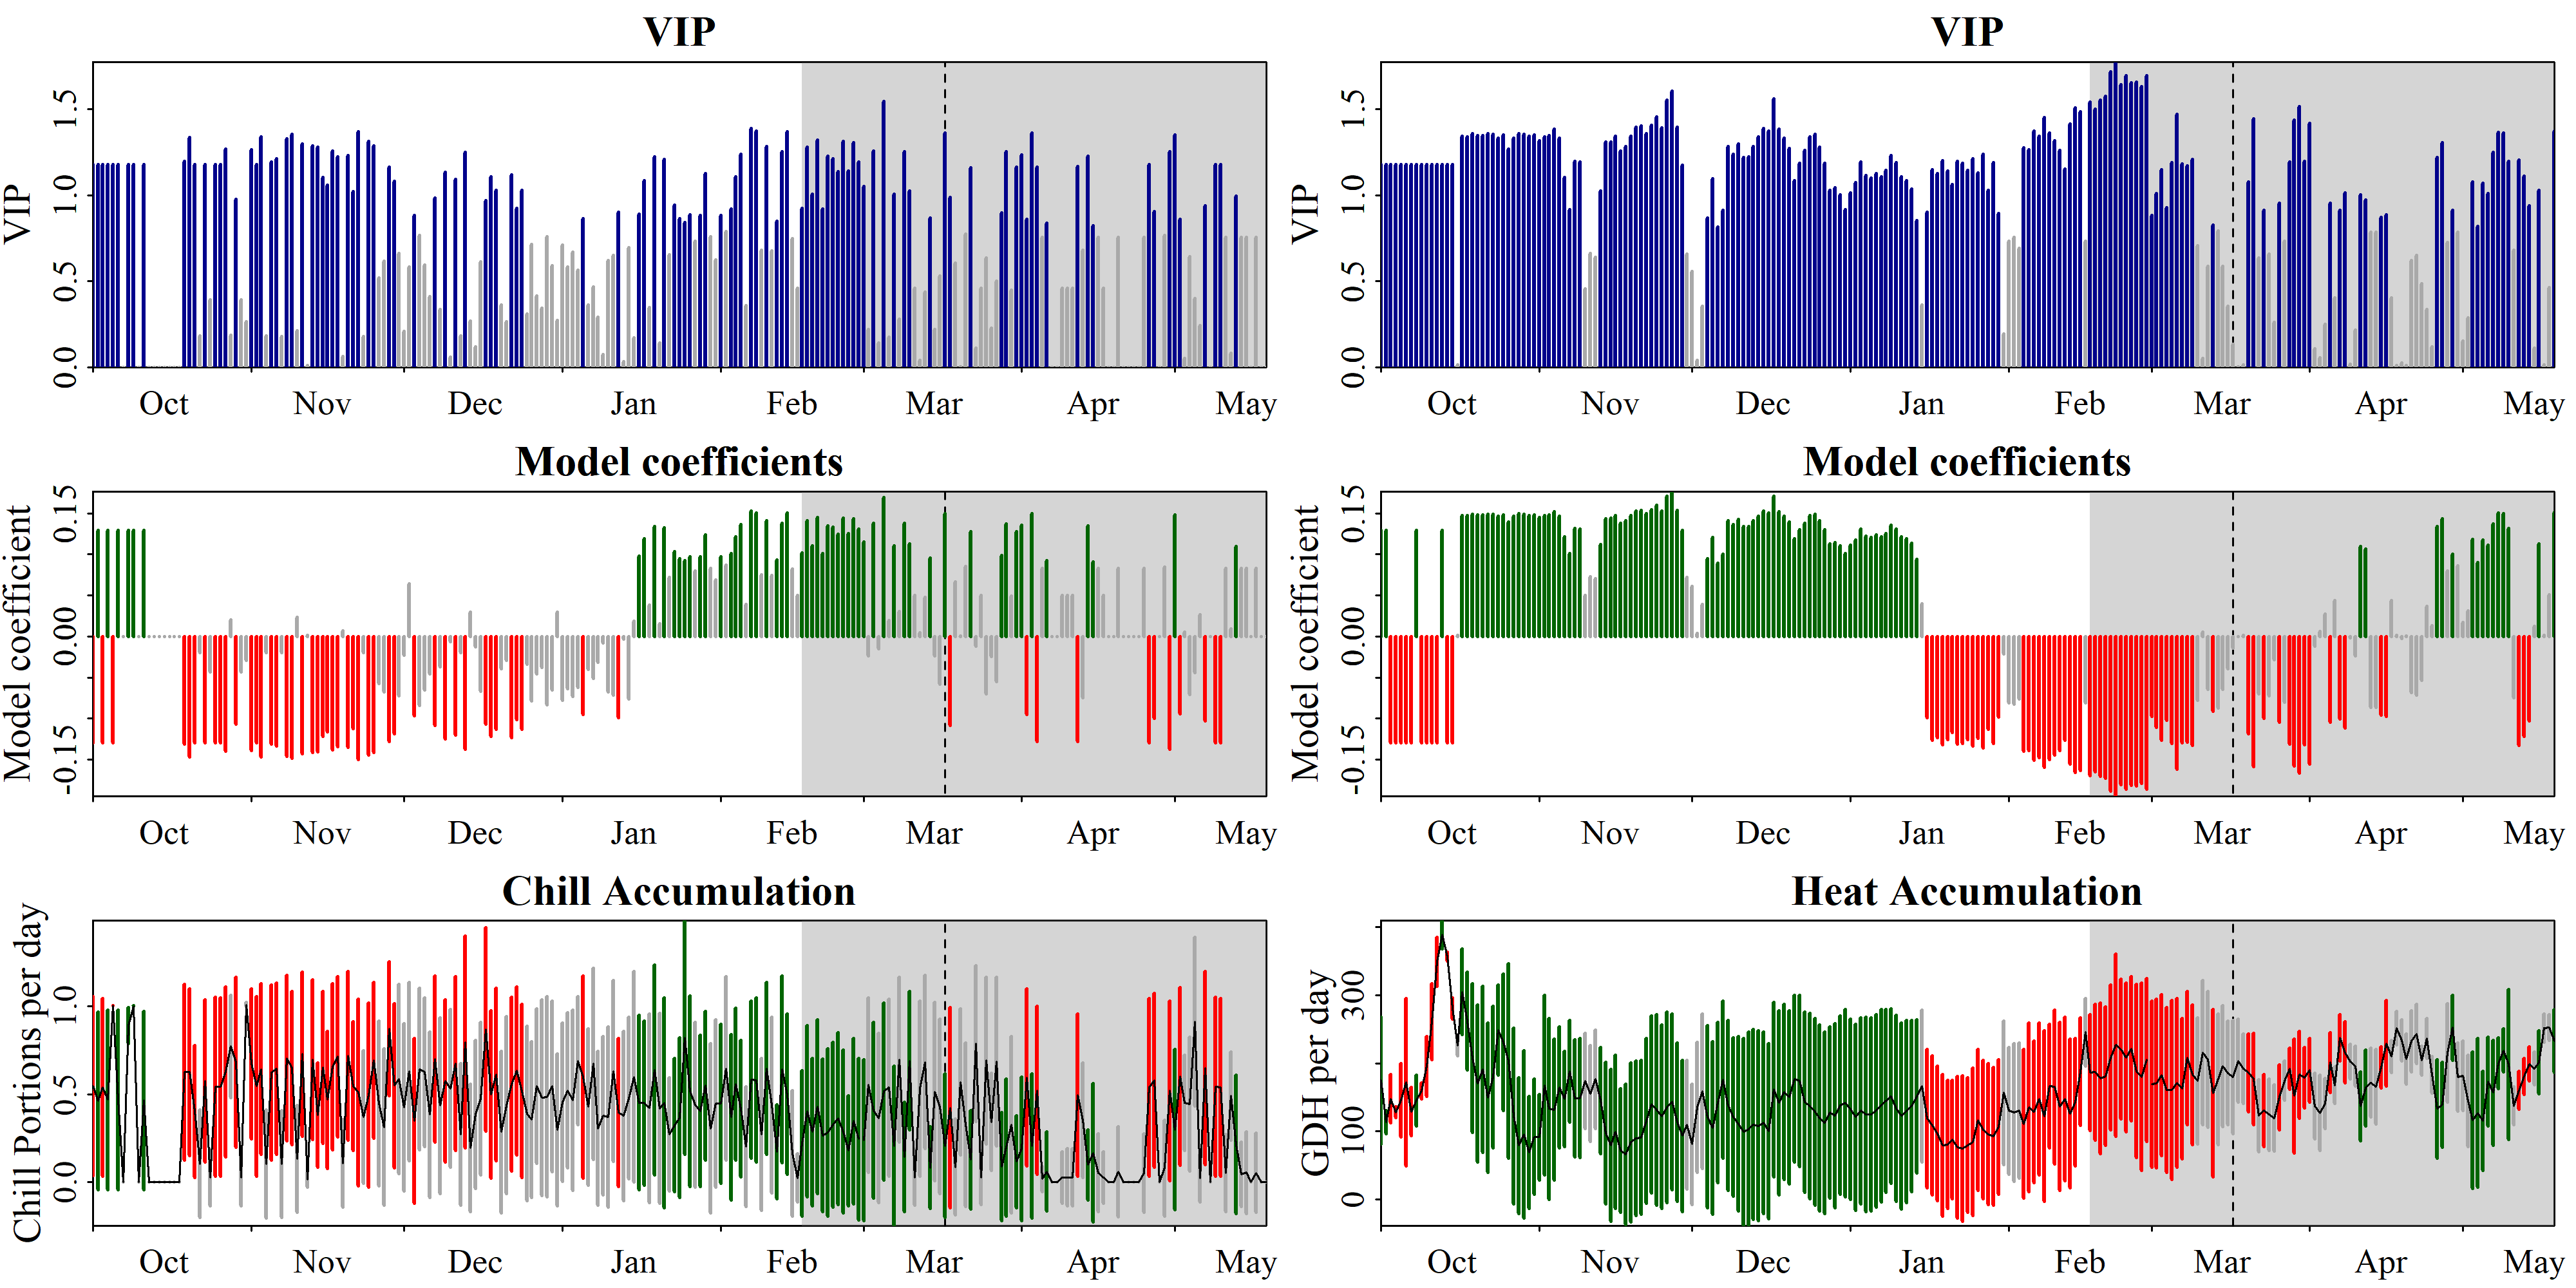 VIP
VIP
0.0 0.5 1.0 1.5
Oct Nov Dec Jan Feb Mar Apr May
VIP
VIP
0.0 0.5 1.0 1.5
Oct Nov Dec Jan Feb Mar Apr May
Model coefficients
Model coefficient
-0.15 0.00 0.15
Oct Nov Dec Jan Feb Mar Apr May
Model coefficients
Model coefficient
-0.15 0.00 0.15
Oct Nov Dec Jan Feb Mar Apr May
Chill Accumulation
Chill Portions per day
0.0 0.5 1.0
Oct Nov Dec Jan Feb Mar Apr May
Heat Accumulation
GDH per day
0 100 300
Oct Nov Dec Jan Feb Mar Apr May